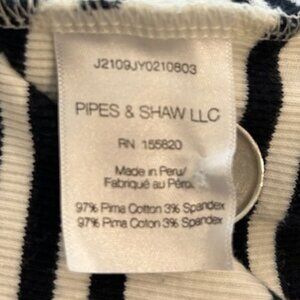 J2109JY0210803
PIPES & SHAW LLC
RN 155620
Made in Peru/
Fabriqué au Pérou
97% Pima Cotton 3% Spandex
97% Pima Coton 3% Spandex